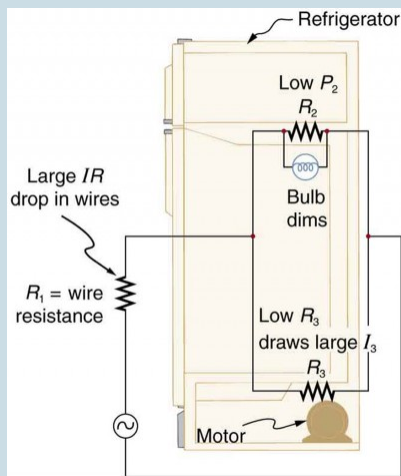 Refrigerator
Low P₂
R₂
Bulb
dims
Large IR
drop in wires
R₁ = wire
resistance
Low R₃
draws large I₃
R₃
Motor